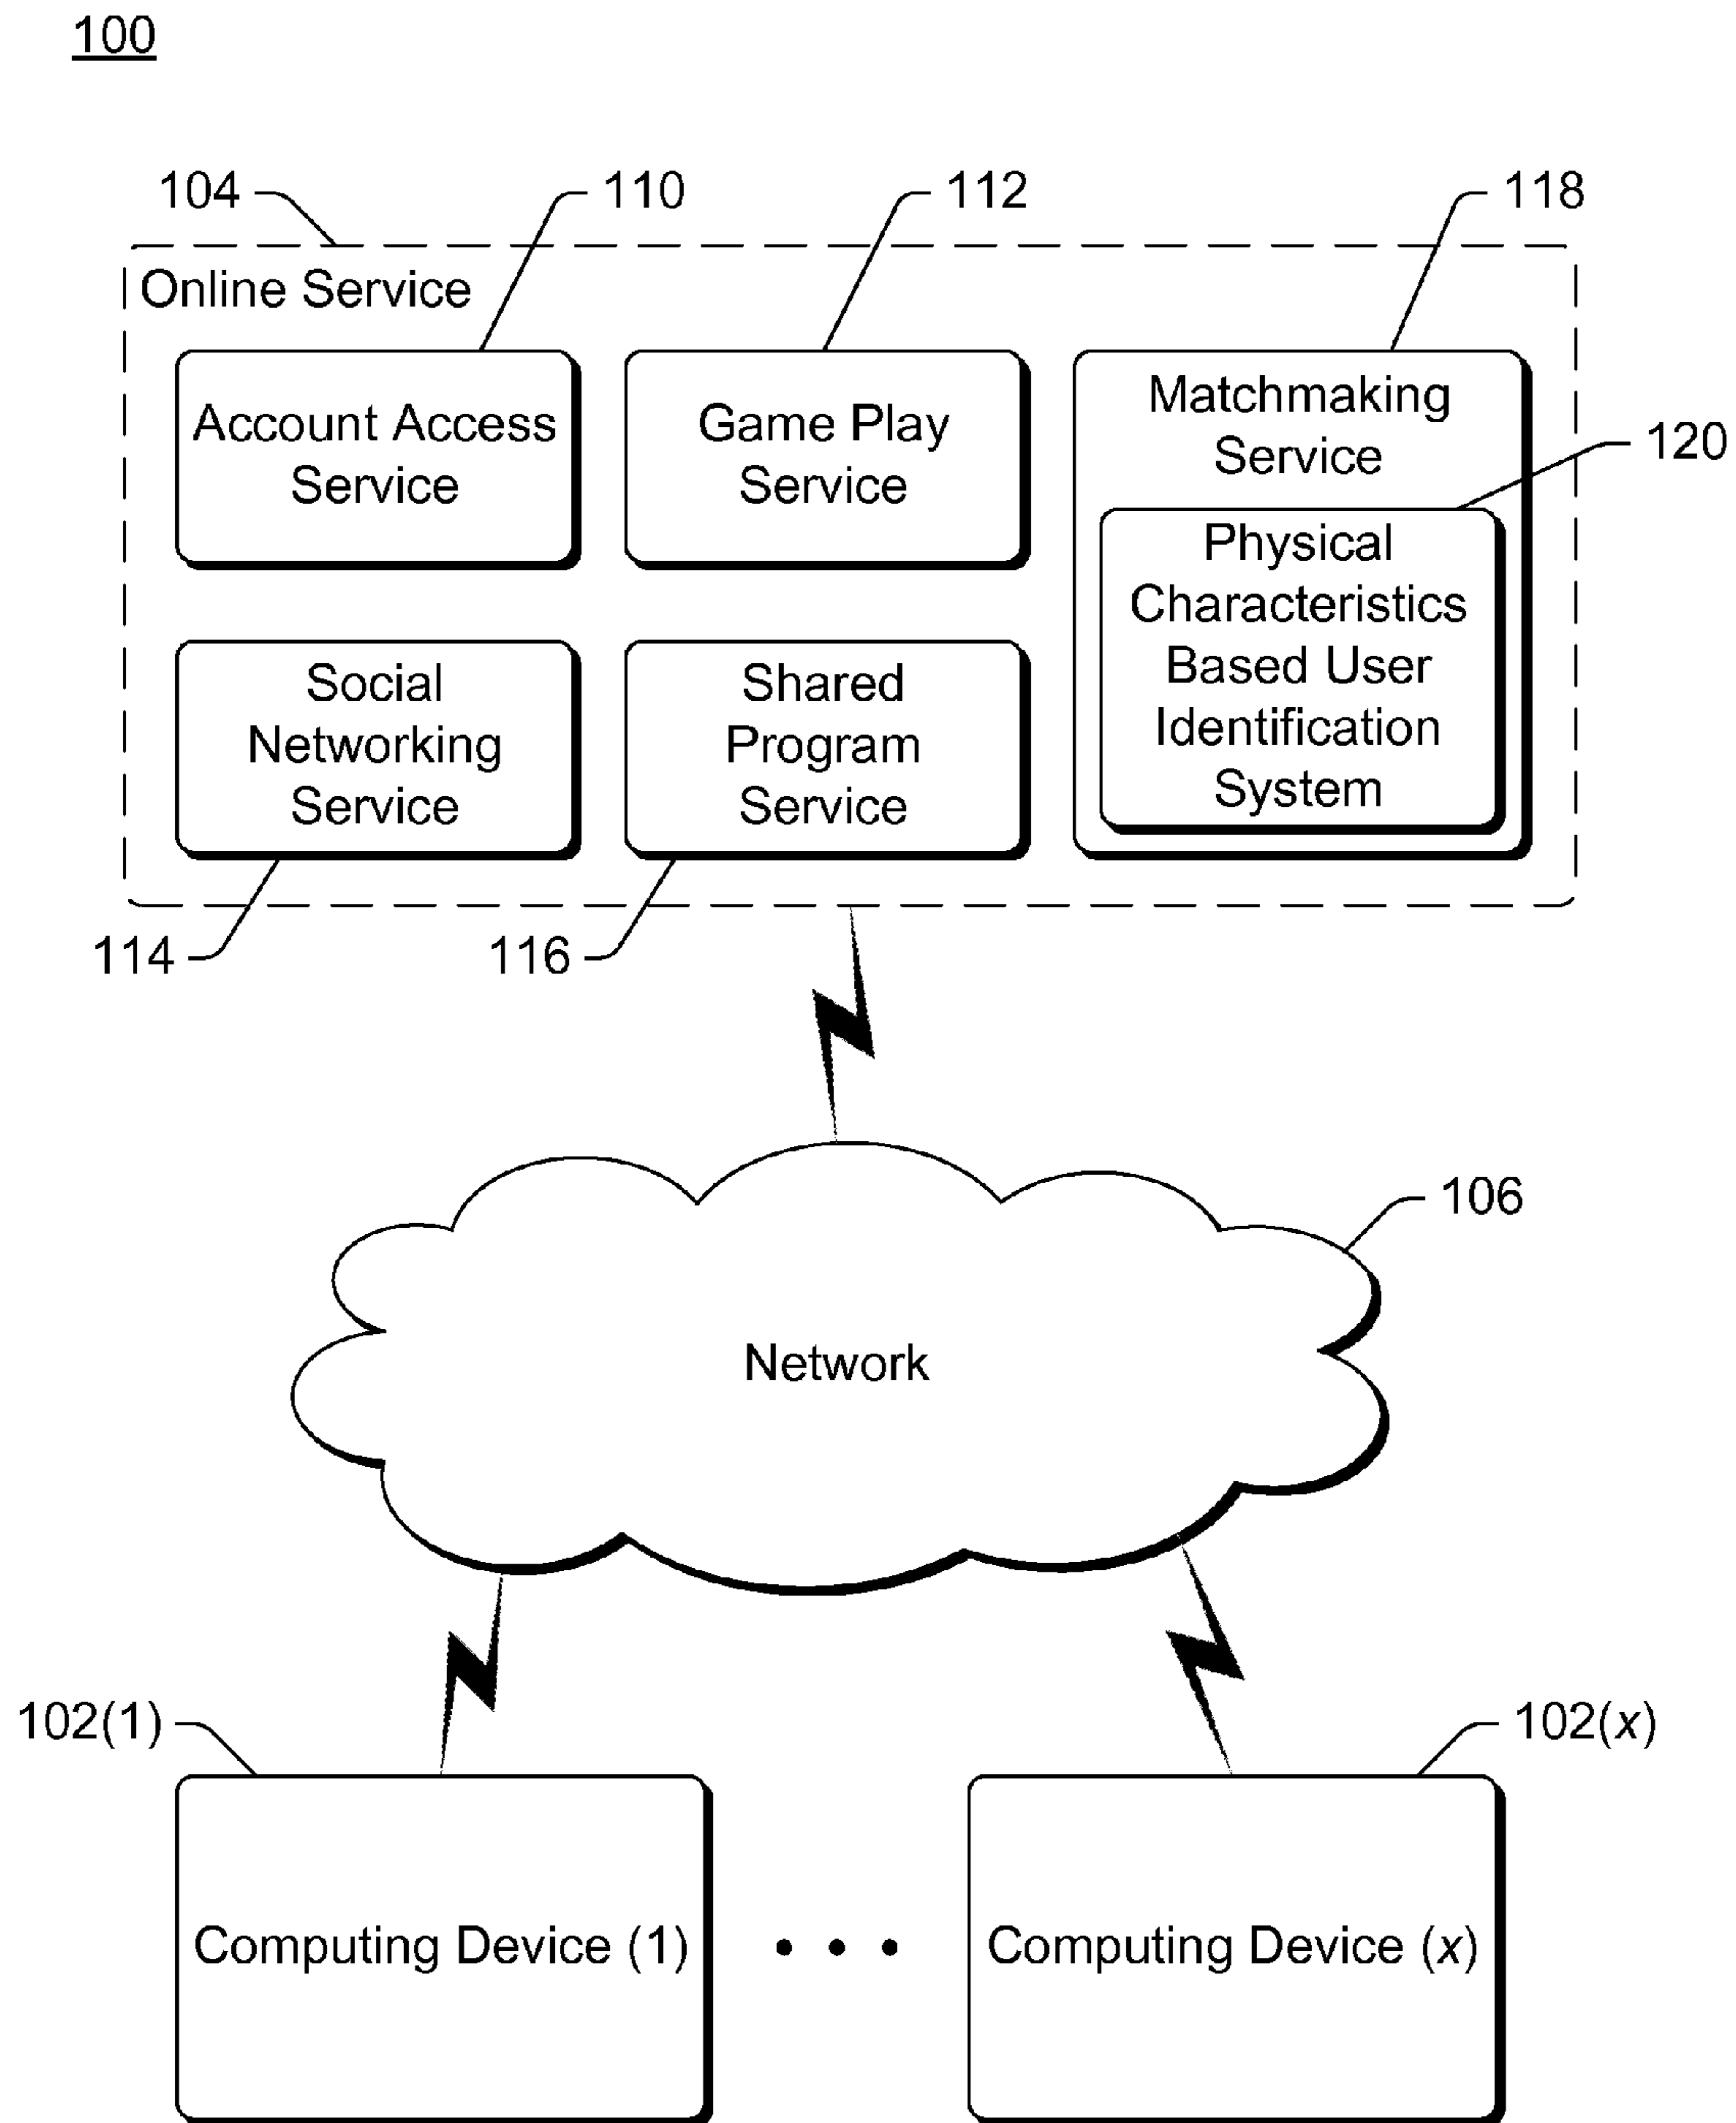 100
104
110
112
118
Online Service
Account Access
Service
Game Play
Service
Matchmaking
Service
120
Physical
Characteristics
Based User
Identification
System
Social
Networking
Service
Shared
Program
Service
114
116
106
Network
102(1)
102(x)
Computing Device (1)
• • •
Computing Device (x)